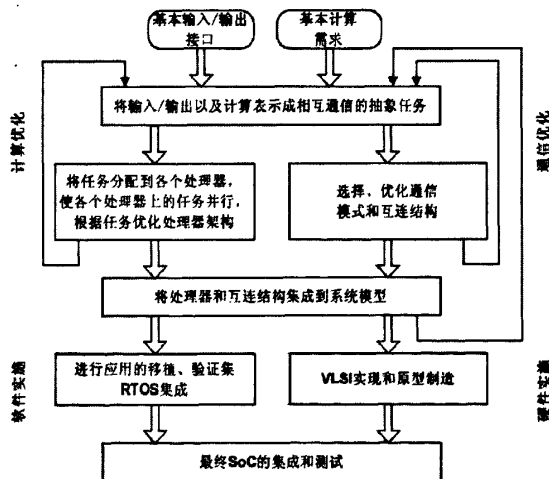 基本输入/输出
接口
基本计算
需求
将输入/输出以及计算表示成相互通信的抽象任务
计算优化
通信优化
将任务分配到各个处理器，
使各个处理器上的任务并行，
根据任务优化处理器架构
选择、优化通信
模式和互连结构
将处理器和互连结构集成到系统模型
软件实施
硬件实施
进行应用的移植、验证集
RTOS集成
VLSI实现和原型制造
最终SoC的集成和测试